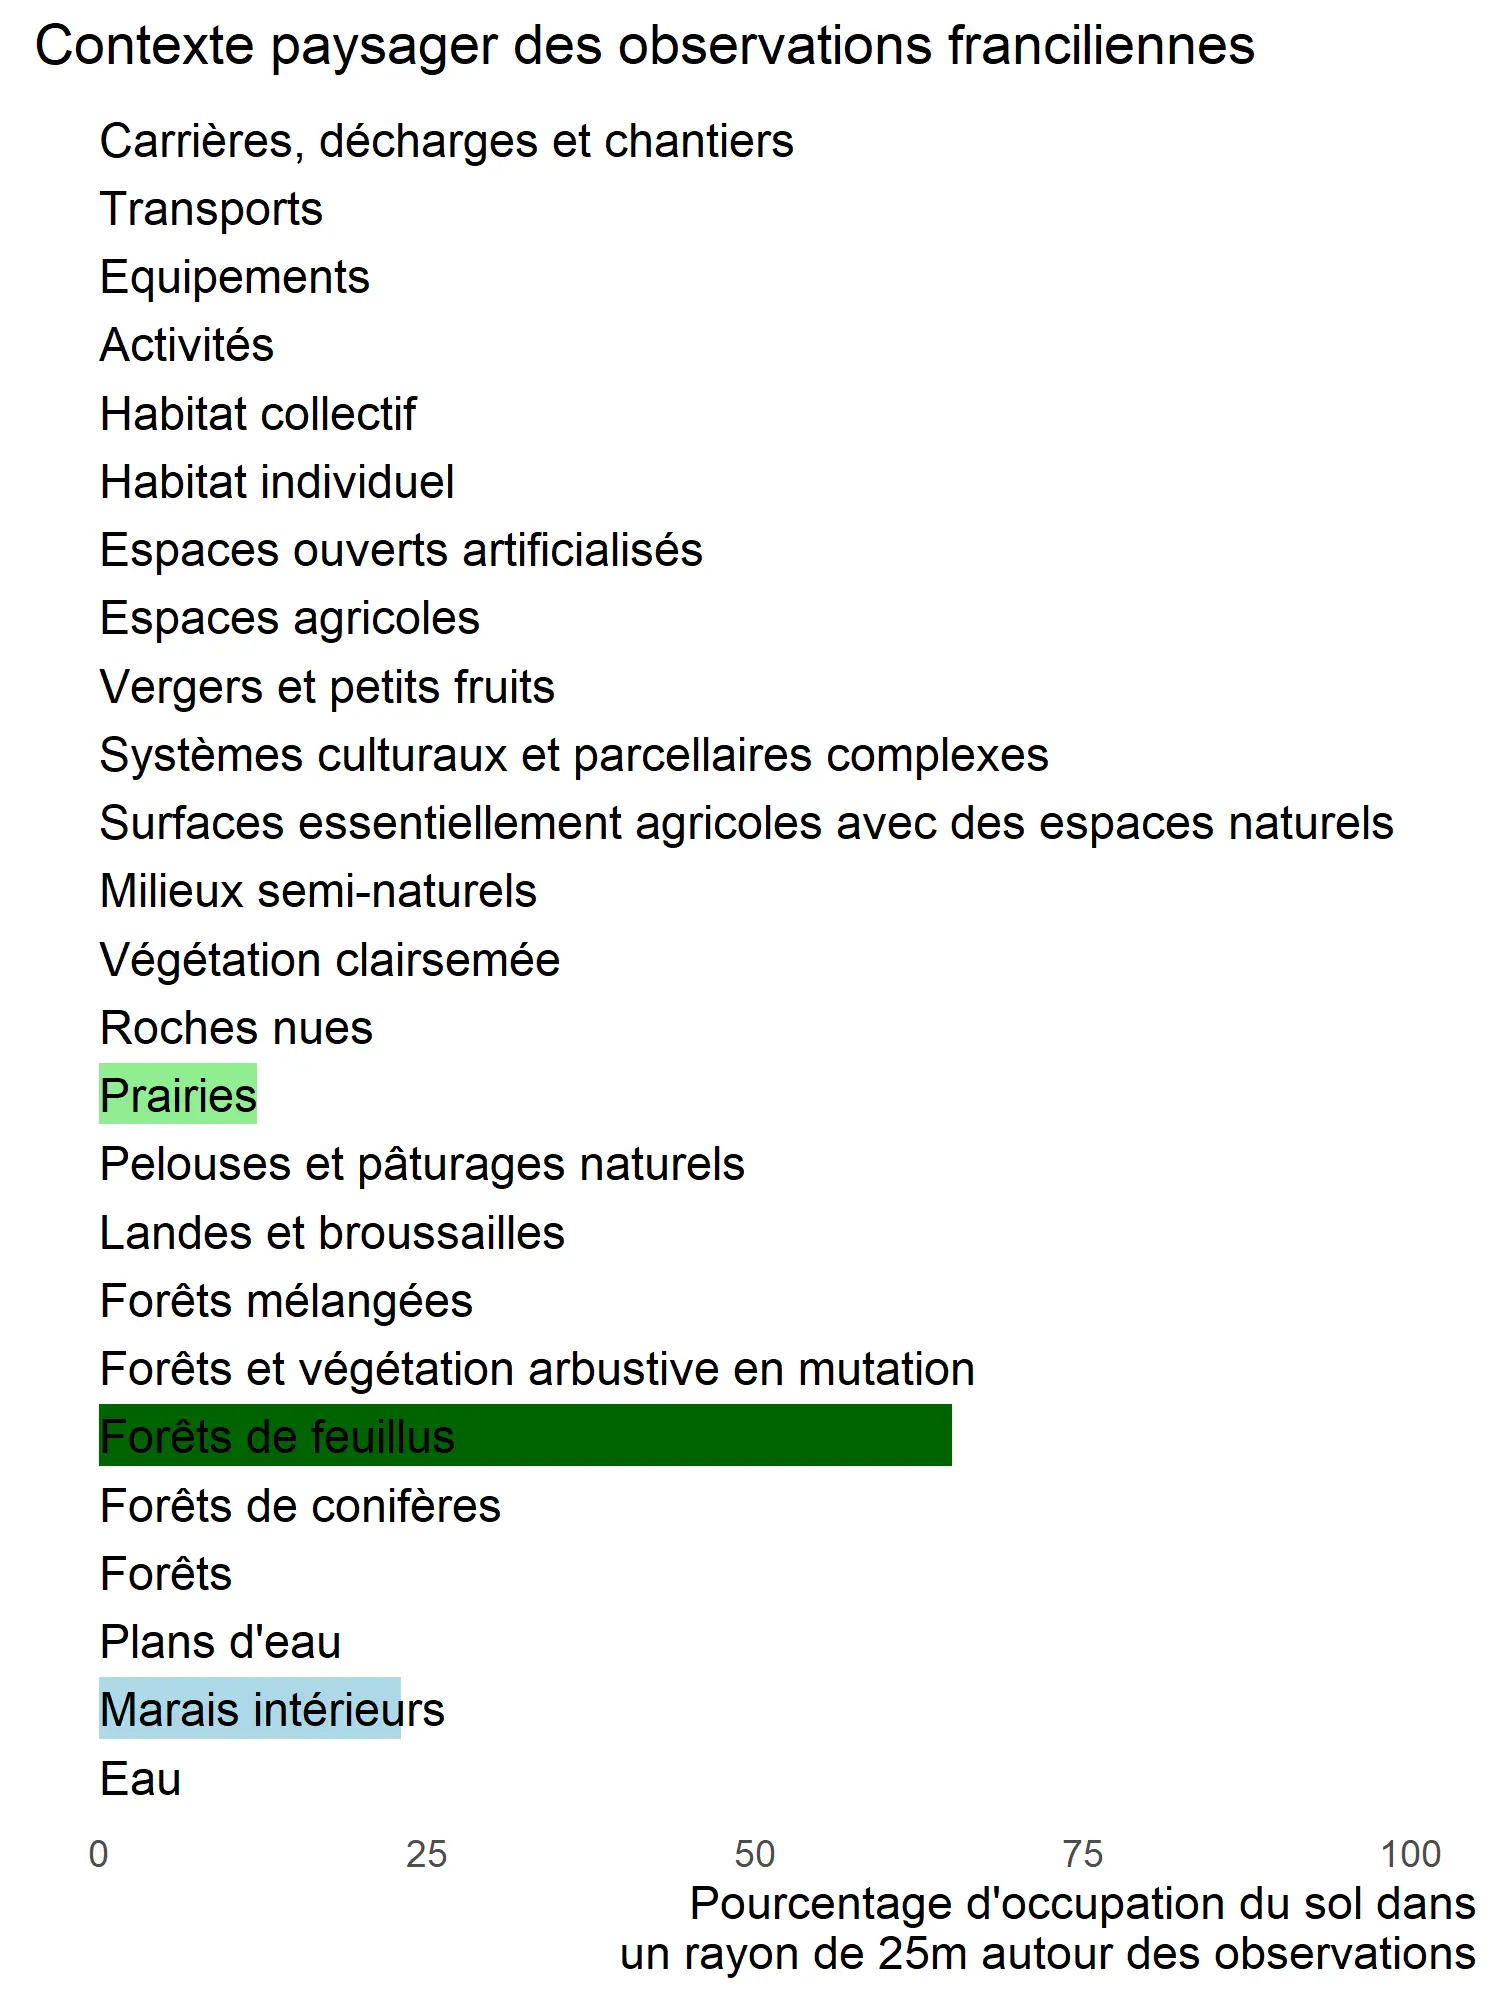 Contexte paysager des observations franciliennes
Carrières, décharges et chantiers
Transports
Equipements
Activités
Habitat collectif
Habitat individuel
Espaces ouverts artificialisés
Espaces agricoles
Vergers et petits fruits
Systèmes culturaux et parcellaires complexes
Surfaces essentiellement agricoles avec des espaces naturels
Milieux semi-naturels
Végétation clairsemée
Roches nues
Prairies
Pelouses et pâturages naturels
Landes et broussailles
Forêts mélangées
Forêts et végétation arbustive en mutation
Forêts de feuillus
Forêts de conifères
Forêts
Plans d'eau
Marais intérieurs
Eau
0 25 50 75 100
Pourcentage d'occupation du sol dans
un rayon de 25m autour des observations